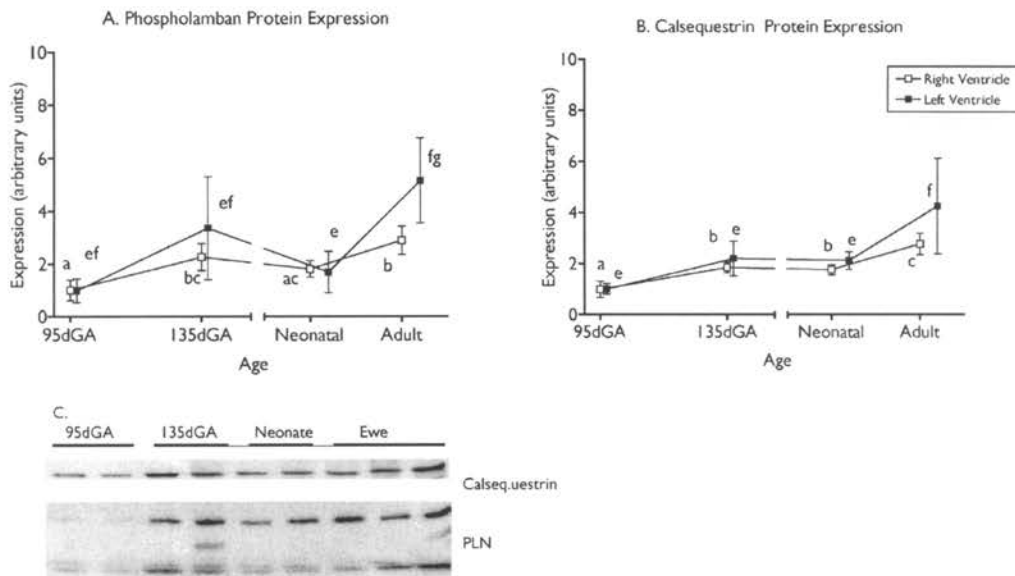 A. Phospholamban Protein Expression
Expression (arbitrary units)
10
8
6
4
2
0
a
ef
ef
bc
ac
e
fg
b
95dGA 135dGA Neonatal Adult
Age
B. Calsequestrin Protein Expression
Right Ventricle
Left Ventricle
Expression (arbitrary units)
10
8
6
4
2
0
a
e
b
e
b
e
f
c
95dGA 135dGA Neonatal Adult
Age
C.
95dGA 135dGA Neonate Ewe
Calseq.uestrin
PLN